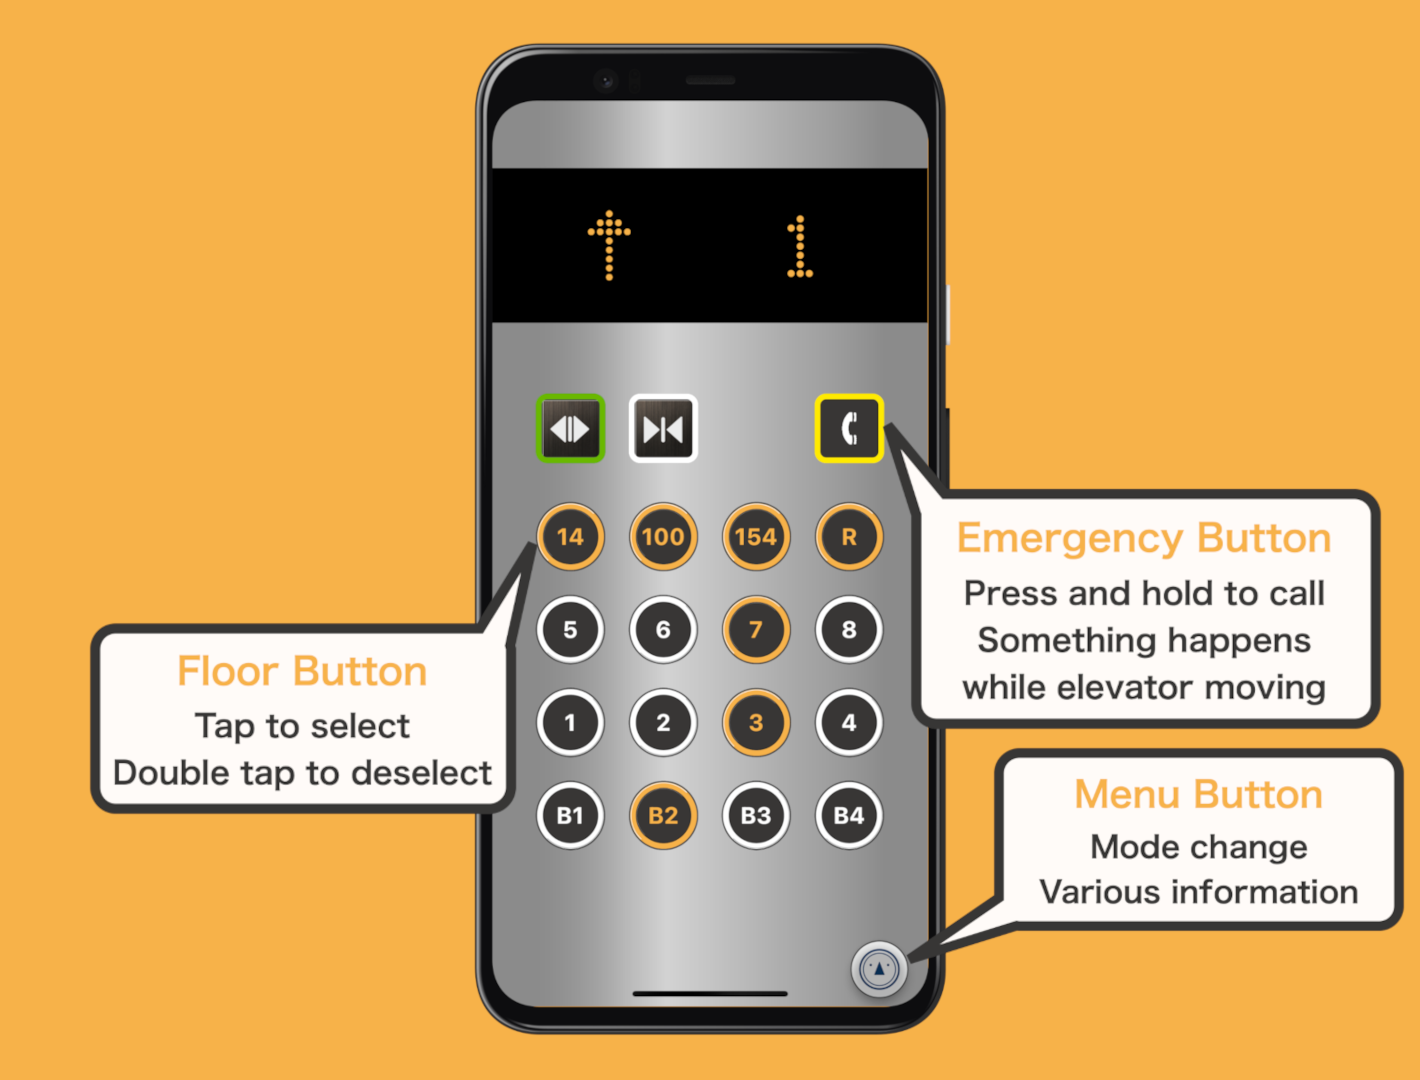 1
14 100 154 R
5 6 7 8
1 2 3 4
B1 B2 B3 B4
Floor Button
Tap to select
Double tap to deselect
Emergency Button
Press and hold to call
Something happens
while elevator moving
Menu Button
Mode change
Various information